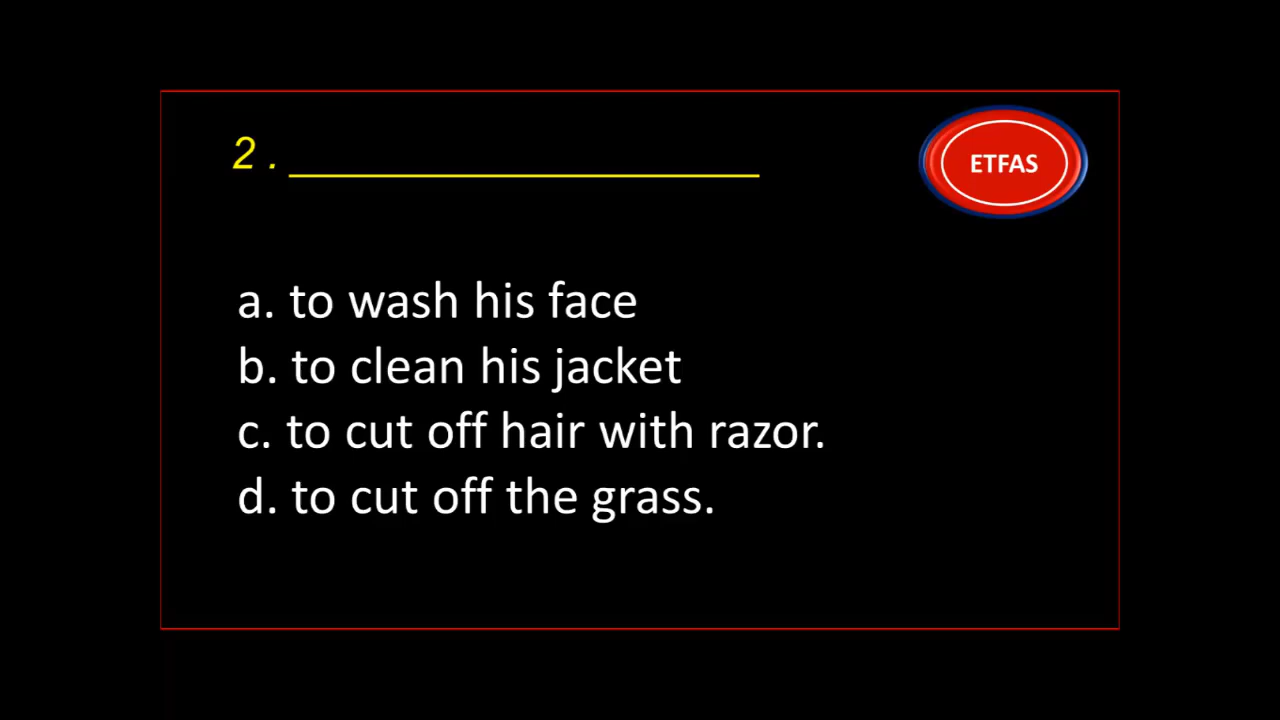 2 . ____________________
ETFAS
a. to wash his face
b. to clean his jacket
c. to cut off hair with razor.
d. to cut off the grass.